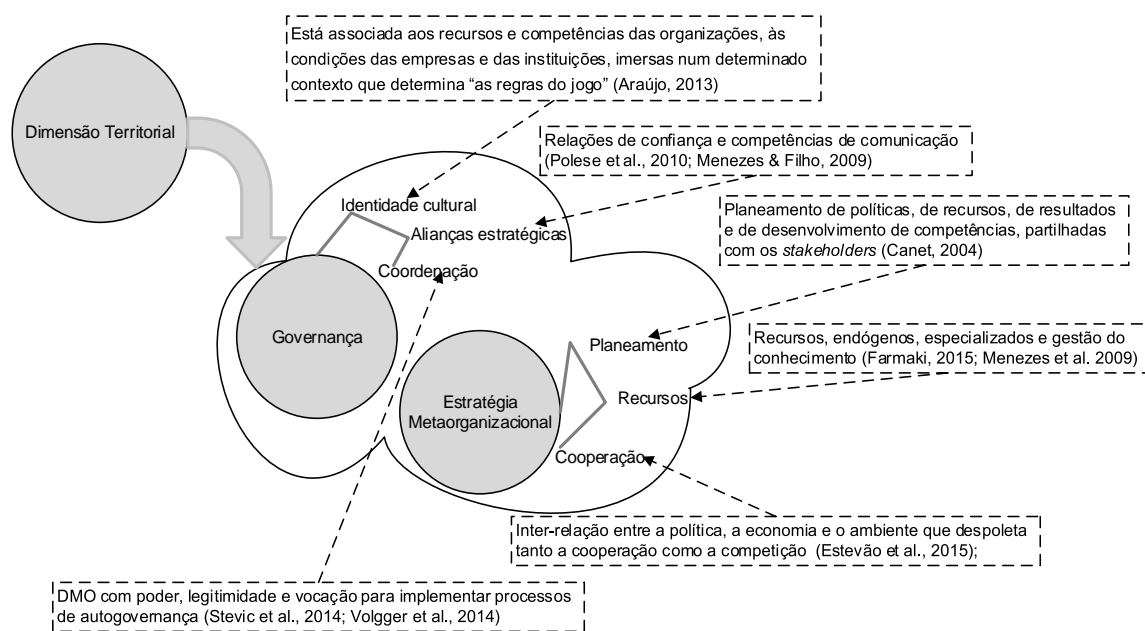 Está associada aos recursos e competências das organizações, às
condições das empresas e das instituições, imersas num determinado
contexto que determina “as regras do jogo” (Araújo, 2013)
Dimensão Territorial
Relações de confiança e competências de comunicação
(Polese et al., 2010; Menezes & Filho, 2009)
Identidade cultural
Alianças estratégicas
Coordenação
Planeamento de políticas, de recursos, de resultados
e de desenvolvimento de competências, partilhadas
com os stakeholders (Canet, 2004)
Governança
Planeamento
Recursos, endógenos, especializados e gestão do
conhecimento (Farmaki, 2015; Menezes et al. 2009)
Recursos
Estratégia
Metaorganizacional
Cooperação
Inter-relação entre a política, a economia e o ambiente que despoleta
tanto a cooperação como a competição (Estevão et al., 2015);
DMO com poder, legitimidade e vocação para implementar processos
de autogovernança (Stevic et al., 2014; Volgger et al., 2014)